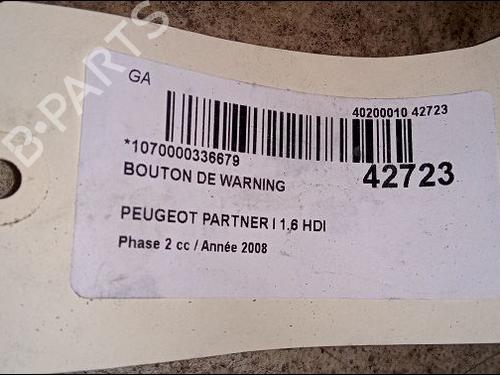 B-PARTS
GA
40200010 42723
*1070000336679
42723
BOUTON DE WARNING
PEUGEOT PARTNER I 1.6 HDI
Phase 2 cc / Année 2008